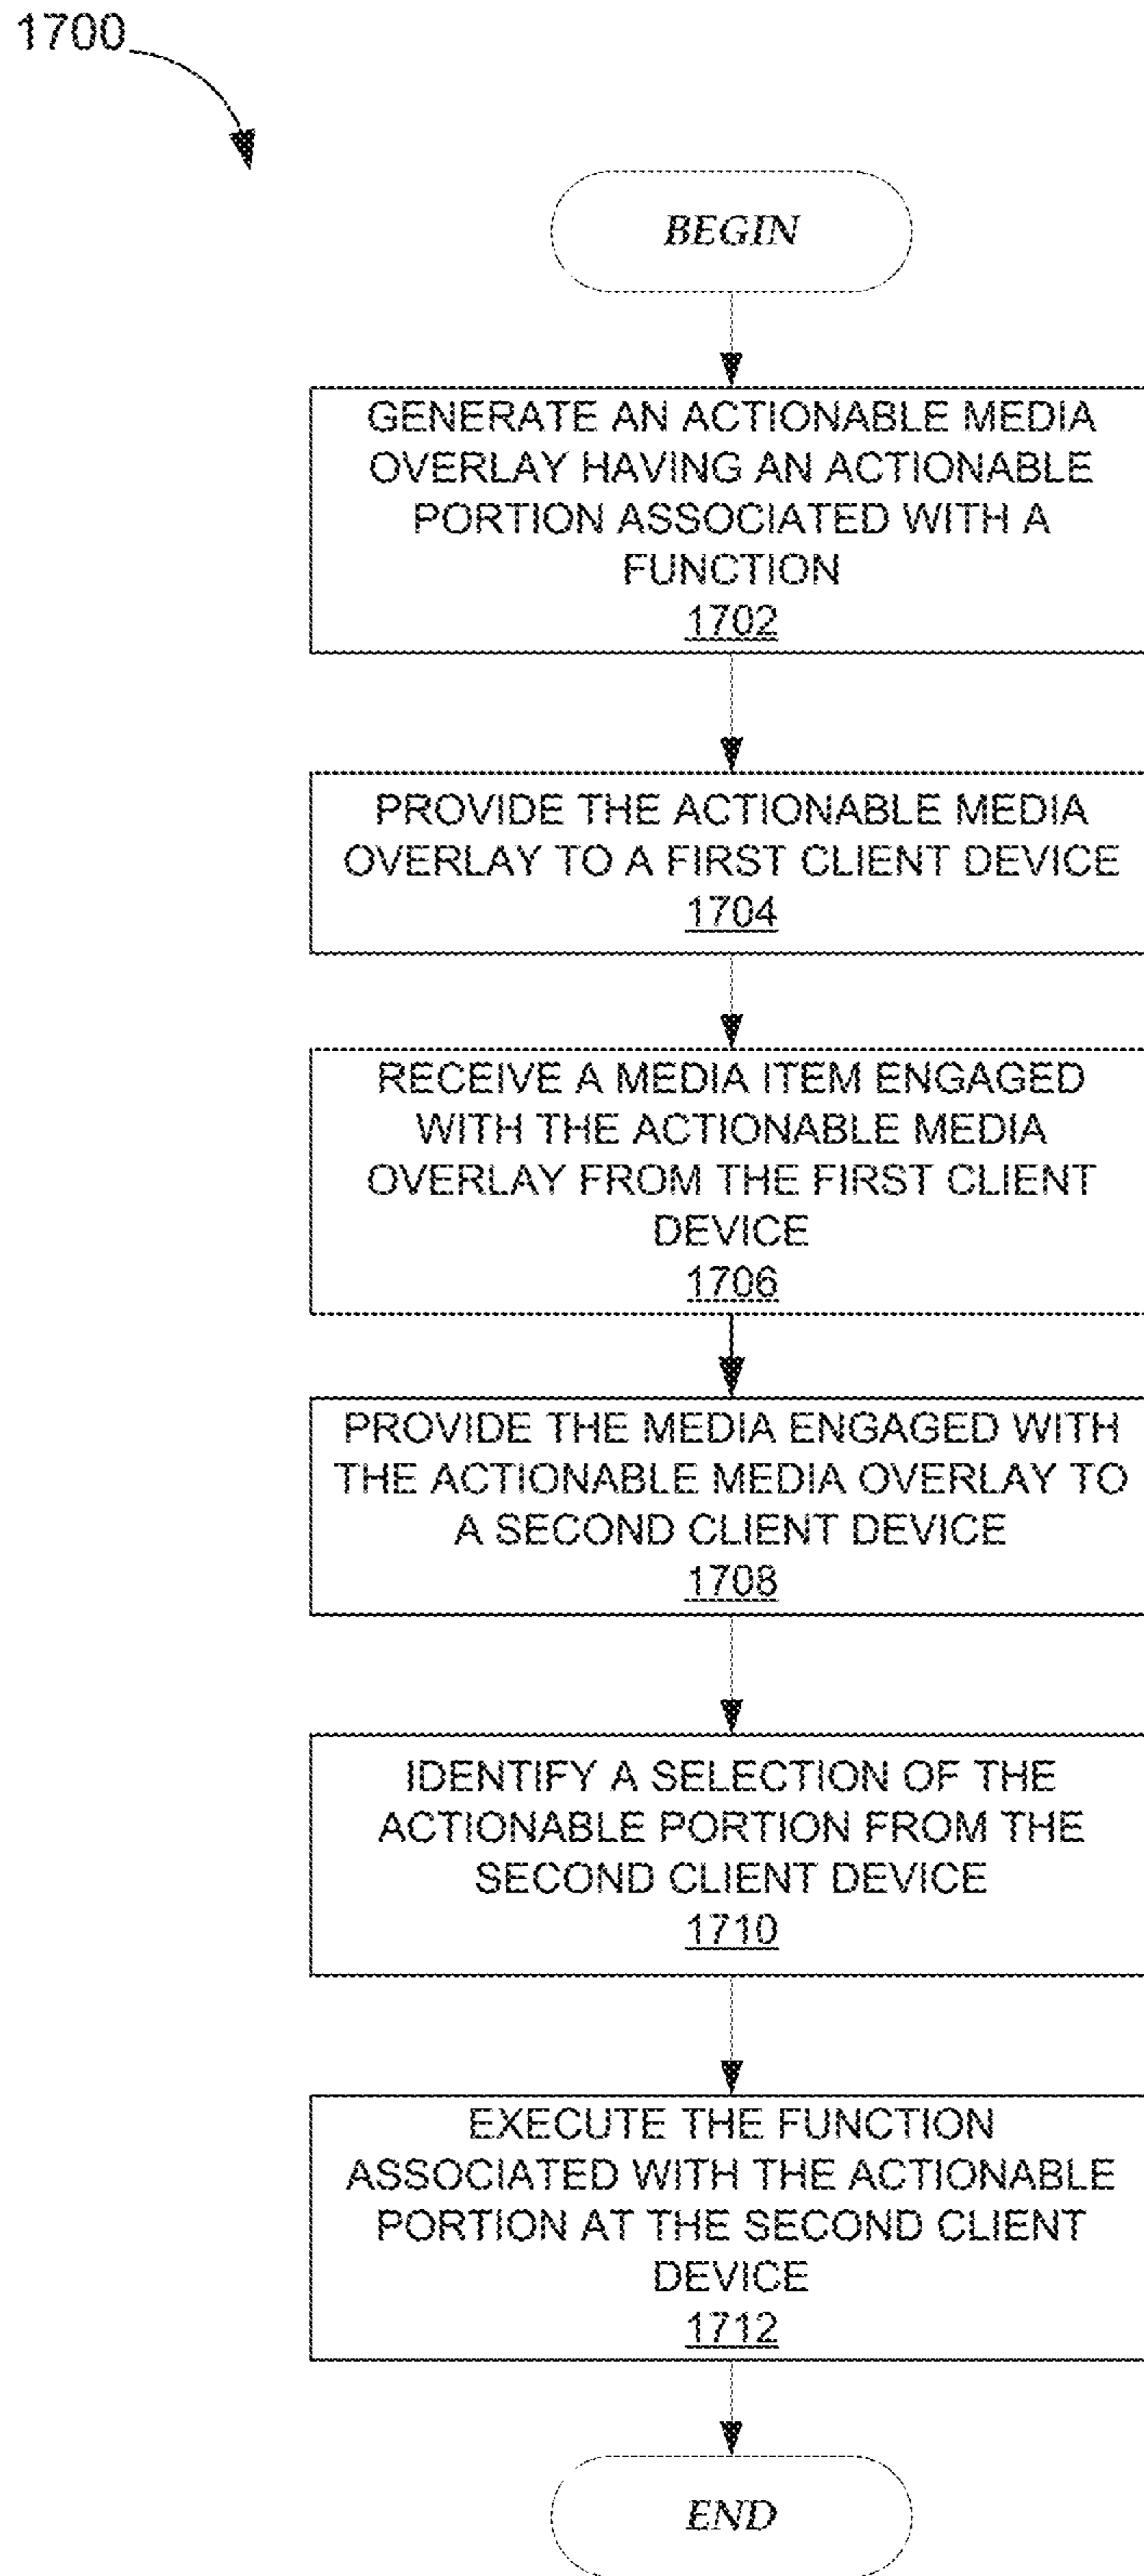 1700
BEGIN
GENERATE AN ACTIONABLE MEDIA
OVERLAY HAVING AN ACTIONABLE
PORTION ASSOCIATED WITH A
FUNCTION
1702
PROVIDE THE ACTIONABLE MEDIA
OVERLAY TO A FIRST CLIENT DEVICE
1704
RECEIVE A MEDIA ITEM ENGAGED
WITH THE ACTIONABLE MEDIA
OVERLAY FROM THE FIRST CLIENT
DEVICE
1706
PROVIDE THE MEDIA ENGAGED WITH
THE ACTIONABLE MEDIA OVERLAY TO
A SECOND CLIENT DEVICE
1708
IDENTIFY A SELECTION OF THE
ACTIONABLE PORTION FROM THE
SECOND CLIENT DEVICE
1710
EXECUTE THE FUNCTION
ASSOCIATED WITH THE ACTIONABLE
PORTION AT THE SECOND CLIENT
DEVICE
1712
END